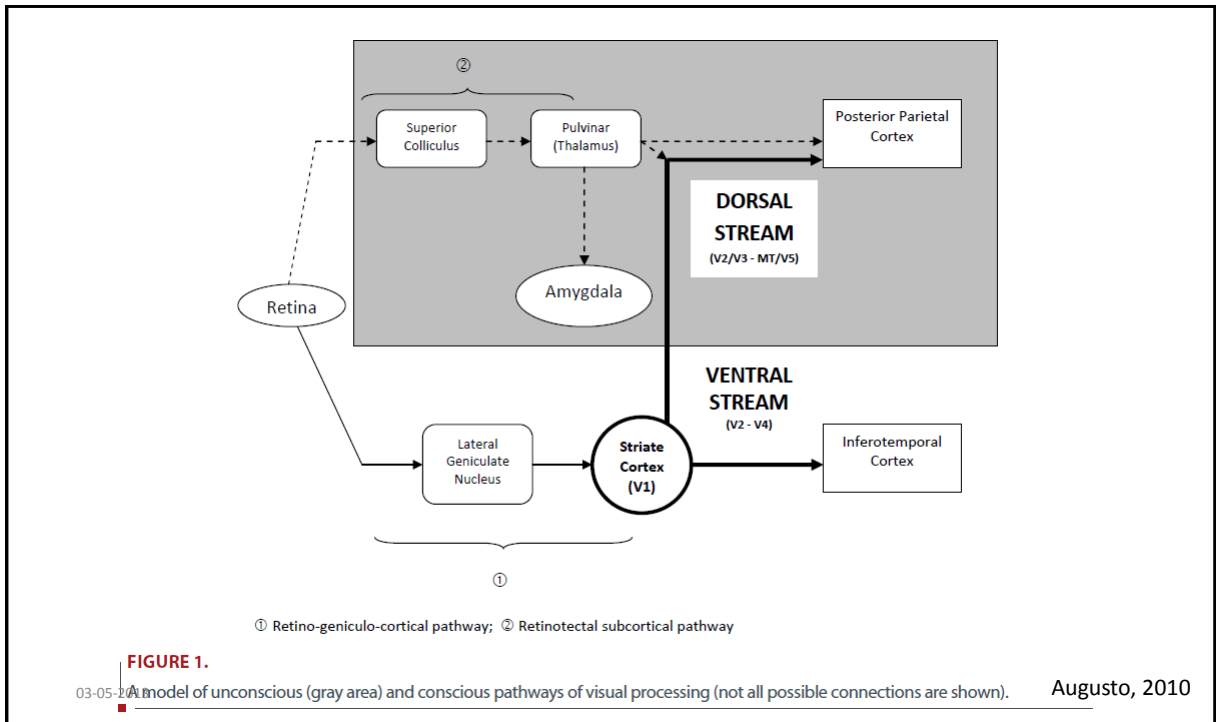 ②
Superior
Colliculus
Pulvinar
(Thalamus)
Posterior Parietal
Cortex
DORSAL
STREAM
(V2/V3 - MT/V5)
Amygdala
Retina
VENTRAL
STREAM
(V2 - V4)
Lateral
Geniculate
Nucleus
Striate
Cortex
(V1)
Inferotemporal
Cortex
①
① Retino-geniculo-cortical pathway; ② Retinotectal subcortical pathway
FIGURE 1.
03-05-2013
A model of unconscious (gray area) and conscious pathways of visual processing (not all possible connections are shown).
Augusto, 2010